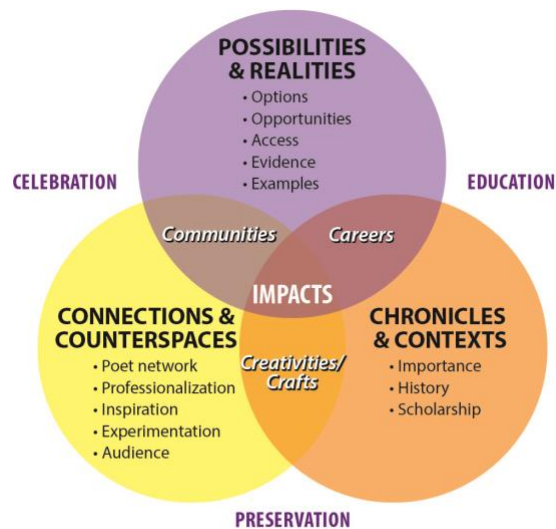 POSSIBILITIES
& REALITIES
• Options
• Opportunities
• Access
• Evidence
• Examples
CELEBRATION
EDUCATION
Communities
Careers
IMPACTS
CONNECTIONS &
COUNTERSPACES
• Poet network
• Professionalization
• Inspiration
• Experimentation
• Audience
Creativities/
Crafts
CHRONICLES
& CONTEXTS
• Importance
• History
• Scholarship
PRESERVATION